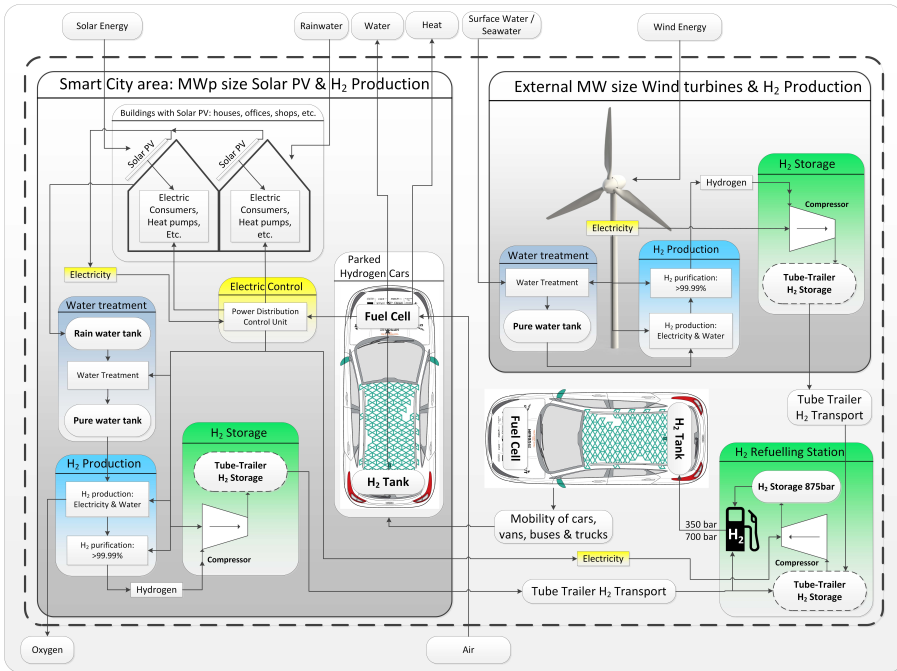 Solar Energy
Rainwater
Water
Heat
Surface Water /
Seawater
Wind Energy
Smart City area: MWp size Solar PV & H2 Production
Buildings with Solar PV: houses, offices, shops, etc.
Solar PV
Solar PV
Electric
Consumers,
Heat pumps,
Etc.
Electric
Consumers,
Heat pumps,
etc.
Electricity
Electric Control
Power Distribution
Control Unit
Water treatment
Rain water tank
Water Treatment
Pure water tank
H2 Production
H2 production:
Electricity & Water
H2 purification:
>99.99%
Hydrogen
H2 Storage
Tube-Trailer
H2 Storage
Compressor
Parked
Hydrogen Cars
Fuel Cell
H2 Tank
External MW size Wind turbines & H2 Production
Electricity
Water treatment
Water Treatment
Pure water tank
H2 Production
H2 purification:
>99.99%
H2 production:
Electricity & Water
Hydrogen
H2 Storage
Compressor
Tube-Trailer
H2 Storage
Tube Trailer
H2 Transport
Fuel Cell
H2 Tank
Mobility of cars,
vans, buses & trucks
H2 Refuelling Station
H2 Storage 875bar
350 bar
700 bar
H2
Compressor
Tube-Trailer
H2 Storage
Electricity
Tube Trailer H2 Transport
Oxygen
Air